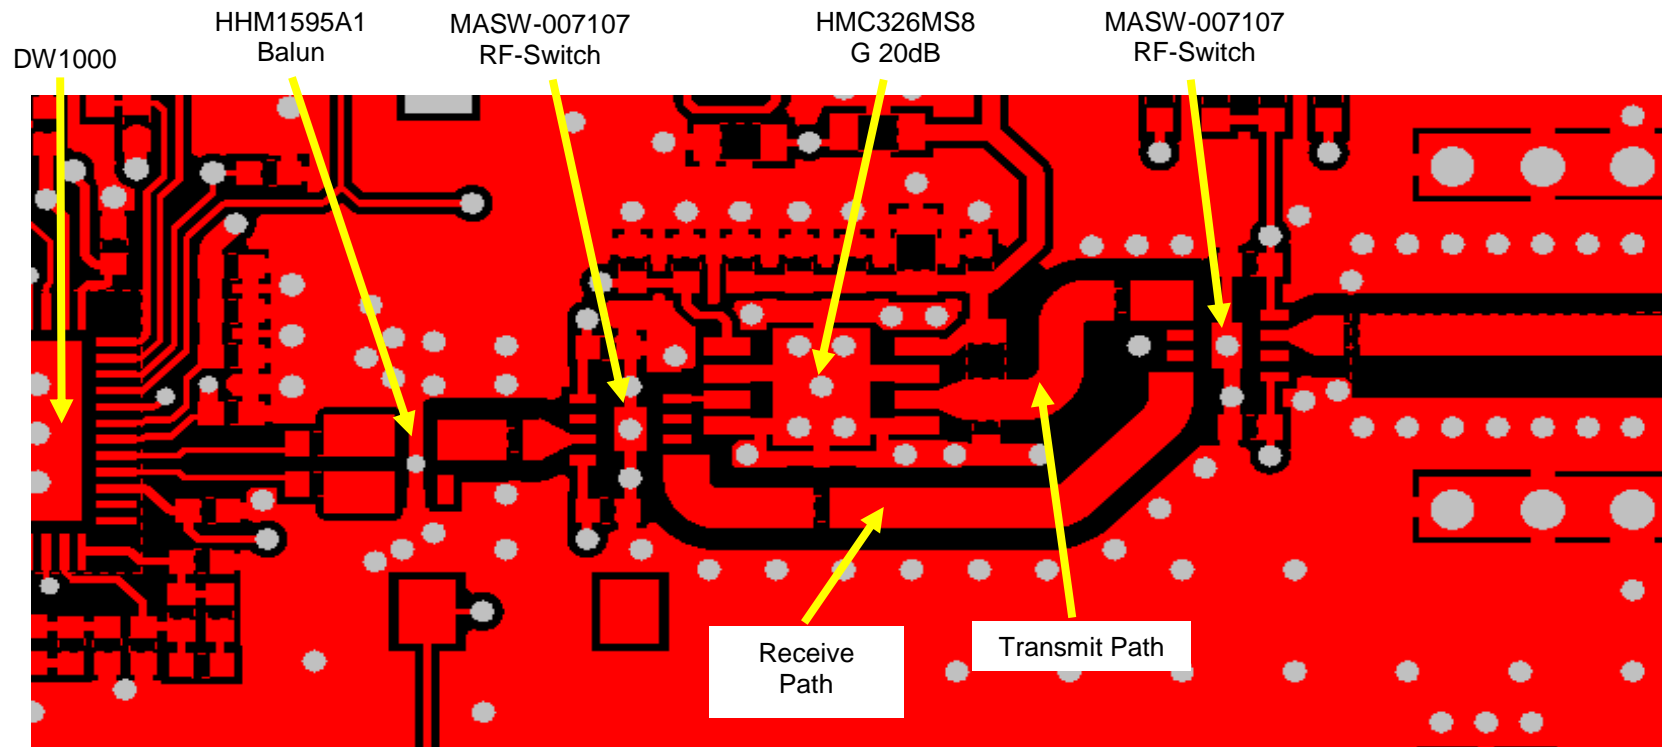 DW1000
HHM1595A1
Balun
MASW-007107
RF-Switch
HMC326MS8
G 20dB
MASW-007107
RF-Switch
Receive
Path
Transmit Path